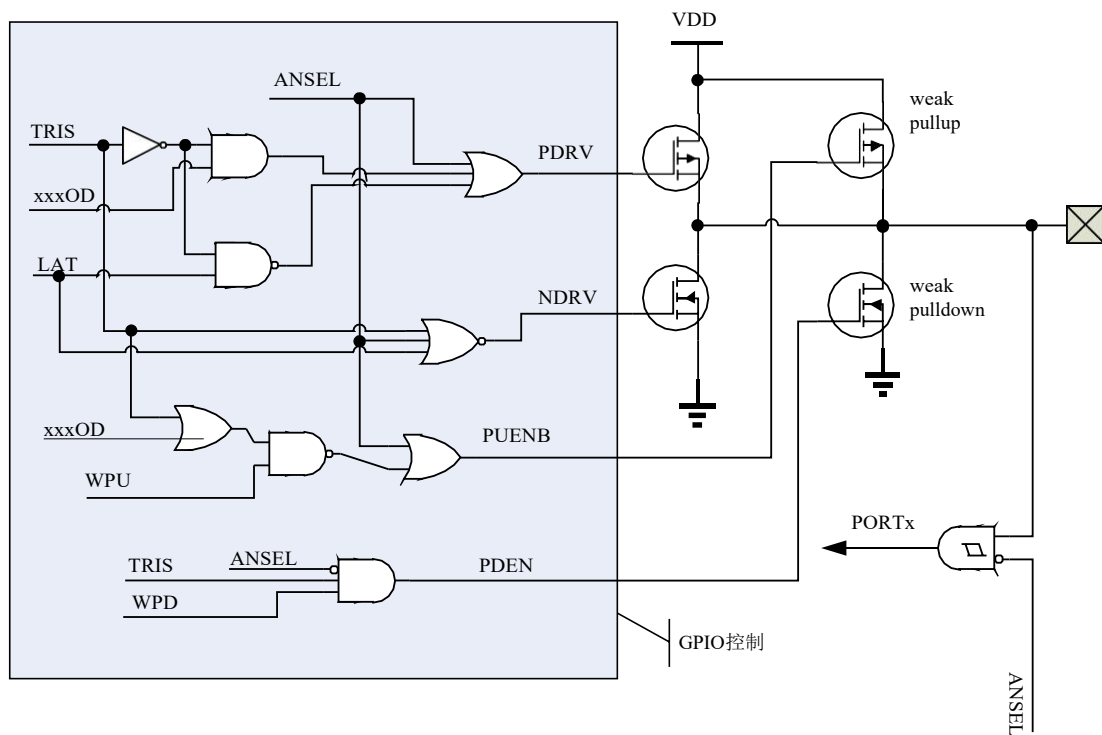 VDD
ANSEL
weak
pullup
TRIS
PDRV
xxxOD
LAT
NDRV
weak
pulldown
xxxOD
PUENB
WPU
PORTx
ANSEL
TRIS
PDEN
WPD
GPIO控制
ANSEL